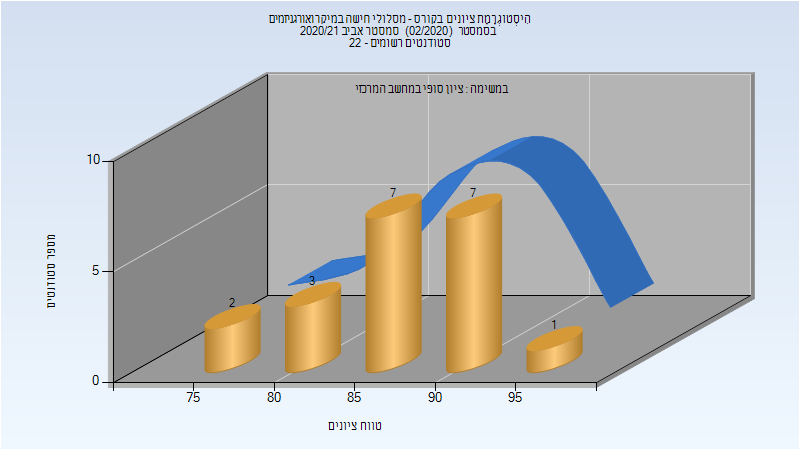 היסטוגרמת ציונים בקורס - מסלולי חישה במיקרואורגניזמים
בסמסטר (02/2020) סמסטר אביב 2020/21
סטודנטים רשומים - 22
במשימה : ציון סופי במחשב המרכזי
10
5
0
מספר סטודנטים
2
3
7
7
1
75
80
85
90
95
טווח ציונים